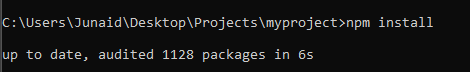 C:\Users\Junaid\Desktop\Projects\myproject>npm install
up to date, audited 1128 packages in 6s